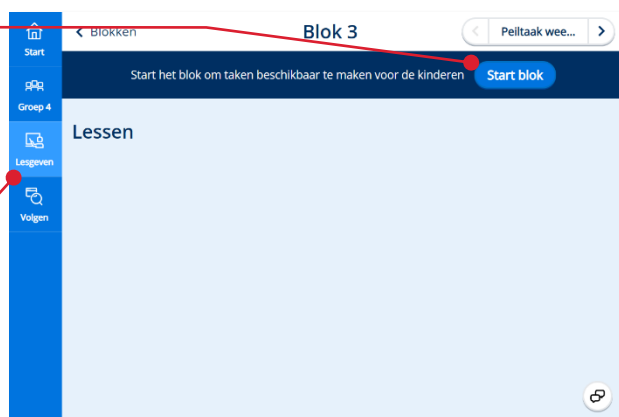 Start
Groep 4
Lesgeven
Volgen
Blokken
Blok 3
Peiltaak wee...
Start het blok om taken beschikbaar te maken voor de kinderen
Start blok
Lessen